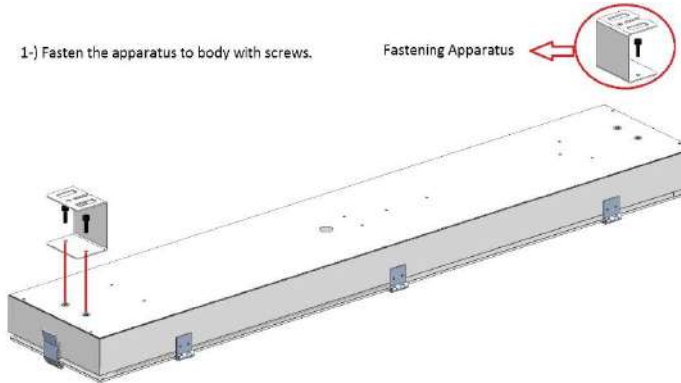 1-) Fasten the apparatus to body with screws.
Fastening Apparatus